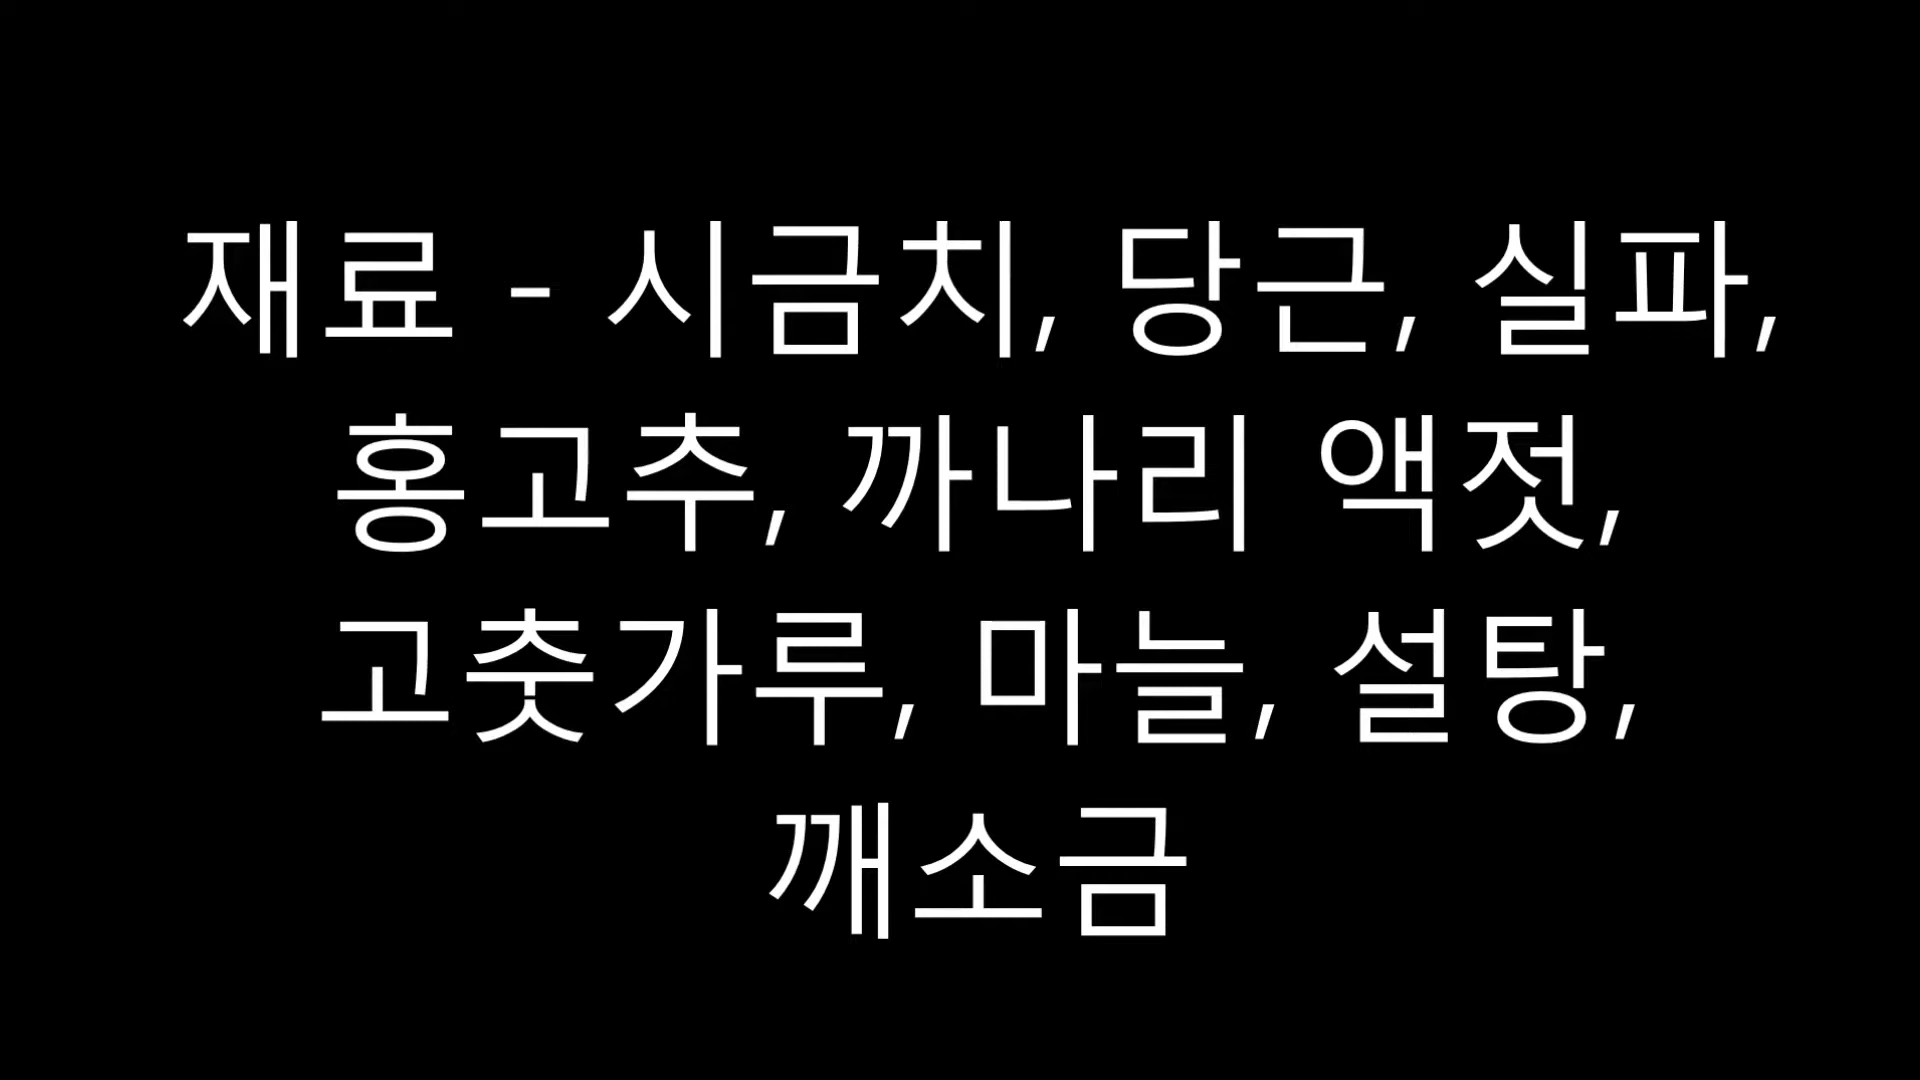 재료 - 시금치, 당근, 실파,
홍고추, 까나리 액젓,
고춧가루, 마늘, 설탕,
깨소금